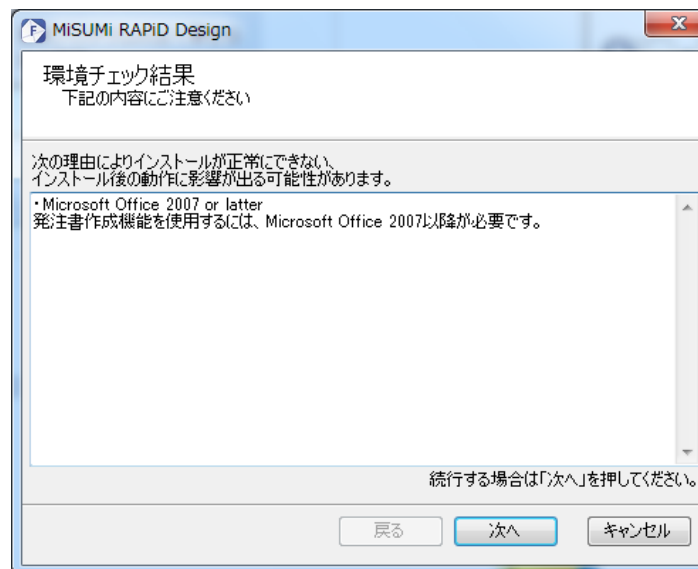 MiSUMi RAPiD Design
環境チェック結果
下記の内容にご注意ください
次の理由によりインストールが正常にできない、
インストール後の動作に影響が出る可能性があります。
・Microsoft Office 2007 or latter
発注書作成機能を使用するには、Microsoft Office 2007以降が必要です。
続行する場合は「次へ」を押してください。
戻る 次へ キャンセル